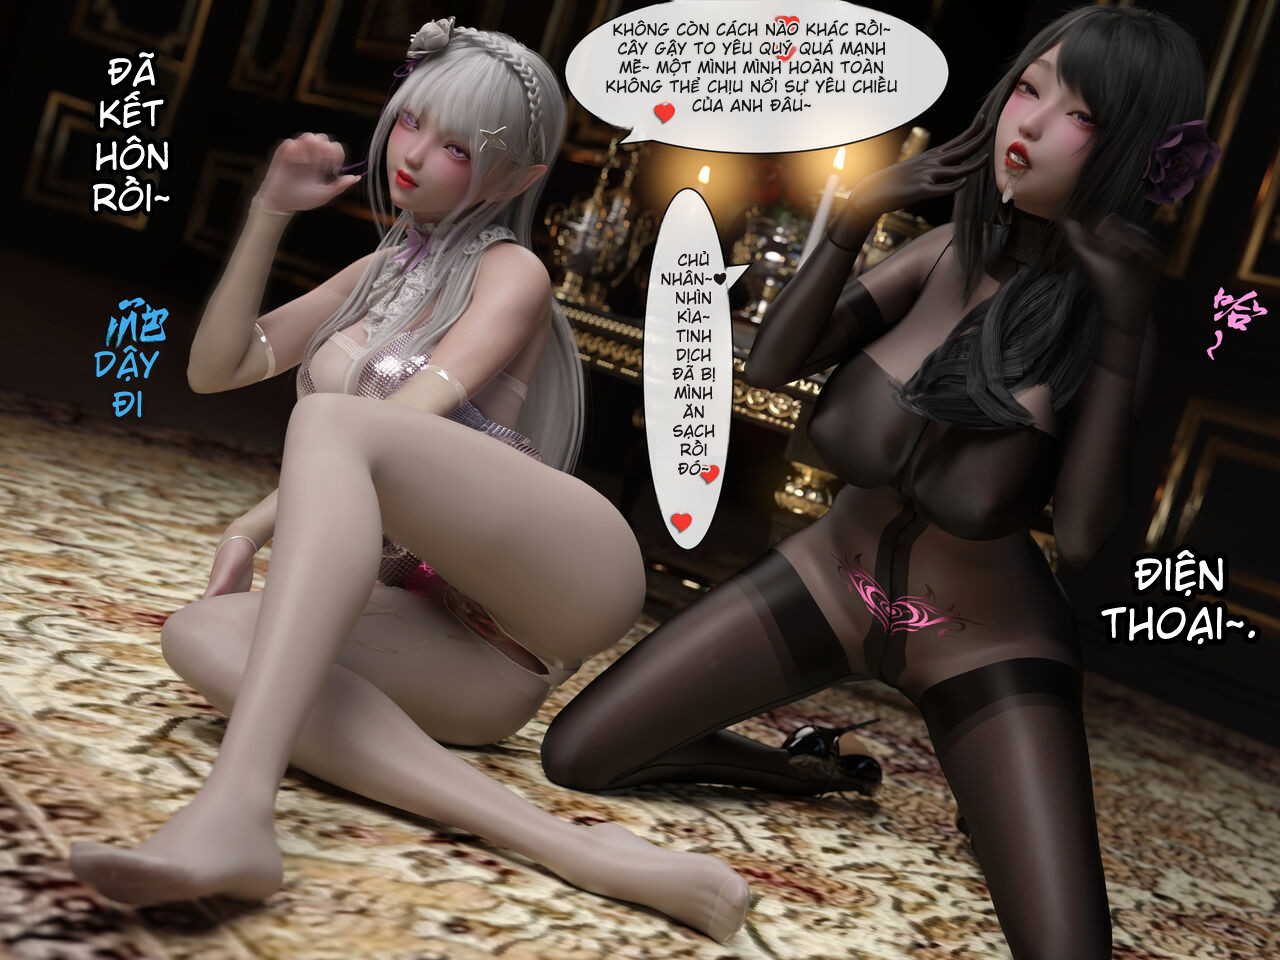 KHÔNG CÒN CÁCH NÀO KHÁC RỒI~
CÂY GẬY TO YÊU QUÝ QUÁ MẠNH
MẼ~ MỘT MÌNH MÌNH HOÀN TOÀN
KHÔNG THỂ CHỊU NỔI SỰ YÊU CHIỀU
CỦA ANH ĐÂU~
ĐÃ
KẾT
HÔN
RỒI~
CHỦ
NHÂN~
NHÌN
KÌA~
TINH
DỊCH
ĐÃ BỊ
MÌNH
ĂN
SẠCH
RỒI
ĐÓ~
DẬY
ĐI
哈
~
ĐIỆN
THOẠI~.